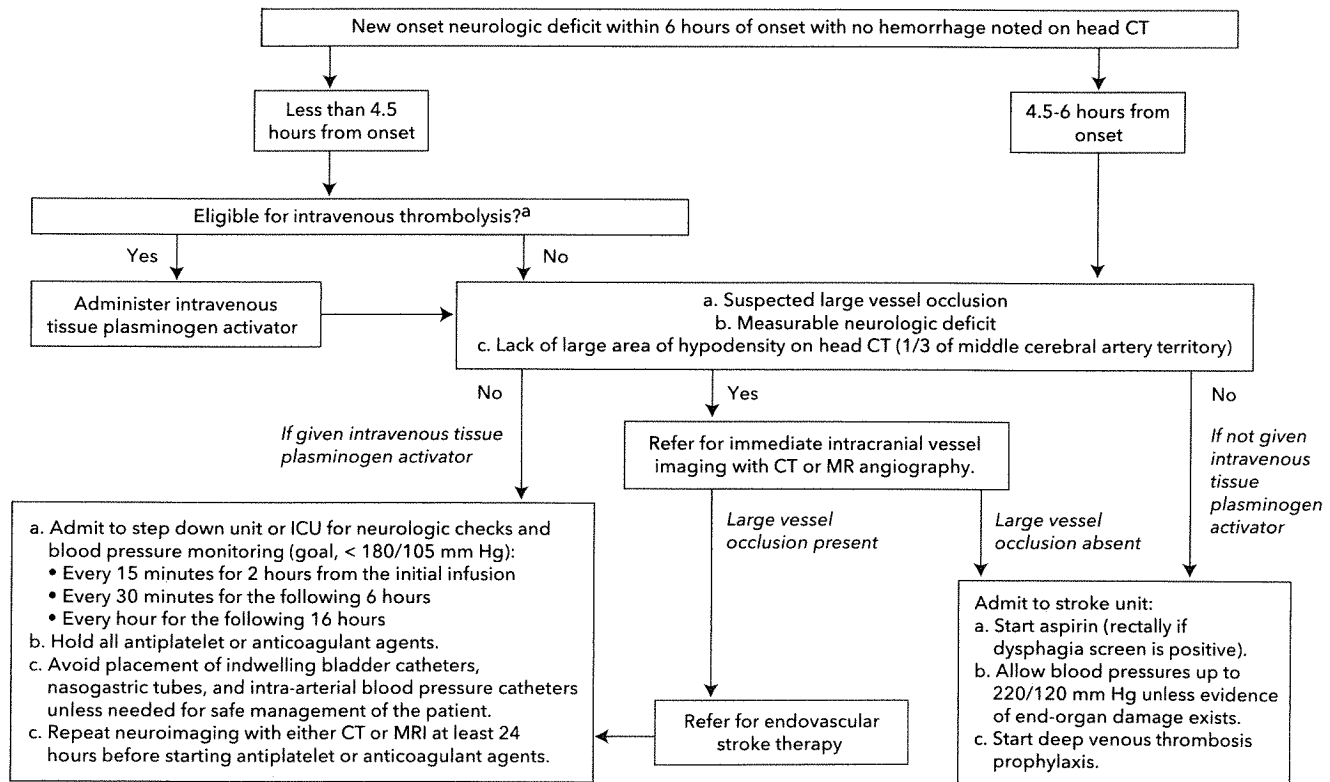 New onset neurologic deficit within 6 hours of onset with no hemorrhage noted on head CT
Less than 4.5
hours from onset
4.5-6 hours from
onset
Eligible for intravenous thrombolysis?a
Yes
No
Administer intravenous
tissue plasminogen activator
a. Suspected large vessel occlusion
b. Measurable neurologic deficit
c. Lack of large area of hypodensity on head CT (1/3 of middle cerebral artery territory)
No
Yes
No
If given intravenous tissue
plasminogen activator
Refer for immediate intracranial vessel
imaging with CT or MR angiography.
If not given
intravenous
tissue
plasminogen
activator
Large vessel
occlusion present
Large vessel
occlusion absent
a. Admit to step down unit or ICU for neurologic checks and
blood pressure monitoring (goal, < 180/105 mm Hg):
• Every 15 minutes for 2 hours from the initial infusion
• Every 30 minutes for the following 6 hours
• Every hour for the following 16 hours
b. Hold all antiplatelet or anticoagulant agents.
c. Avoid placement of indwelling bladder catheters,
nasogastric tubes, and intra-arterial blood pressure catheters
unless needed for safe management of the patient.
c. Repeat neuroimaging with either CT or MRI at least 24
hours before starting antiplatelet or anticoagulant agents.
Refer for endovascular
stroke therapy
Admit to stroke unit:
a. Start aspirin (rectally if
dysphagia screen is positive).
b. Allow blood pressures up to
220/120 mm Hg unless evidence
of end-organ damage exists.
c. Start deep venous thrombosis
prophylaxis.